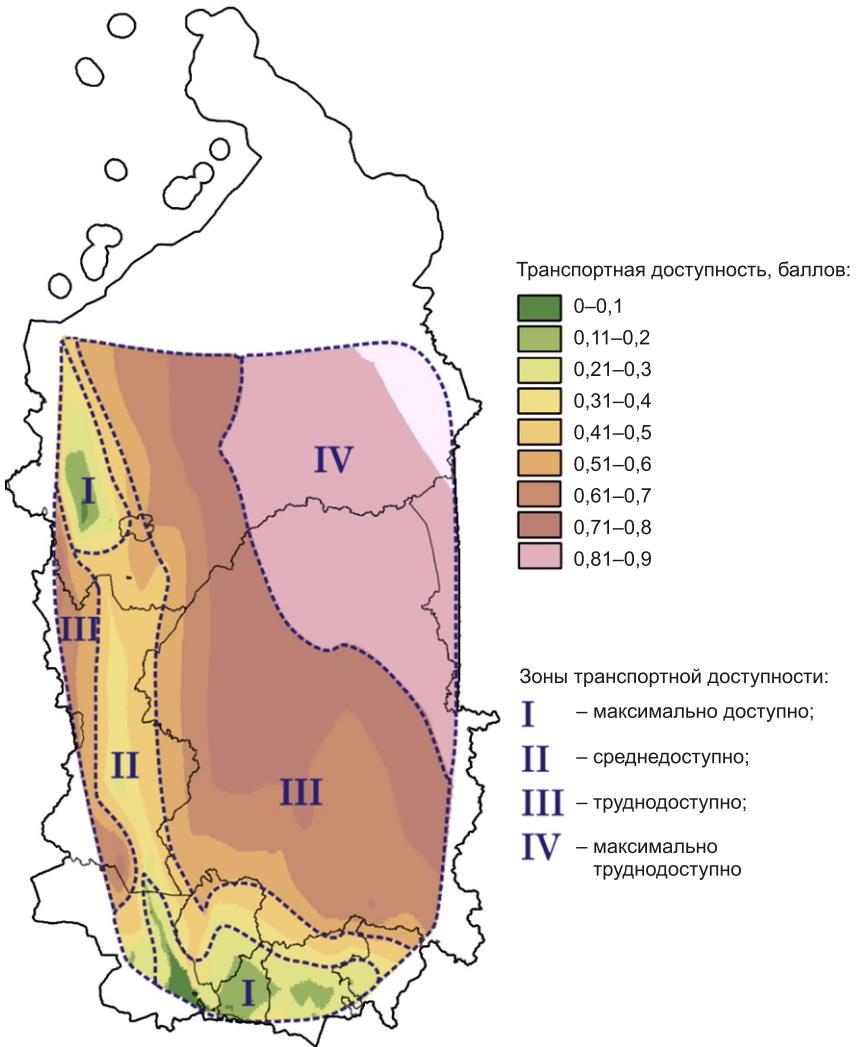 IV
I
III
II
III
I
Транспортная доступность, баллов:
0–0,1
0,11–0,2
0,21–0,3
0,31–0,4
0,41–0,5
0,51–0,6
0,61–0,7
0,71–0,8
0,81–0,9
Зоны транспортной доступности:
I – максимально доступно;
II – среднедоступно;
III – труднодоступно;
IV – максимально
труднодоступно